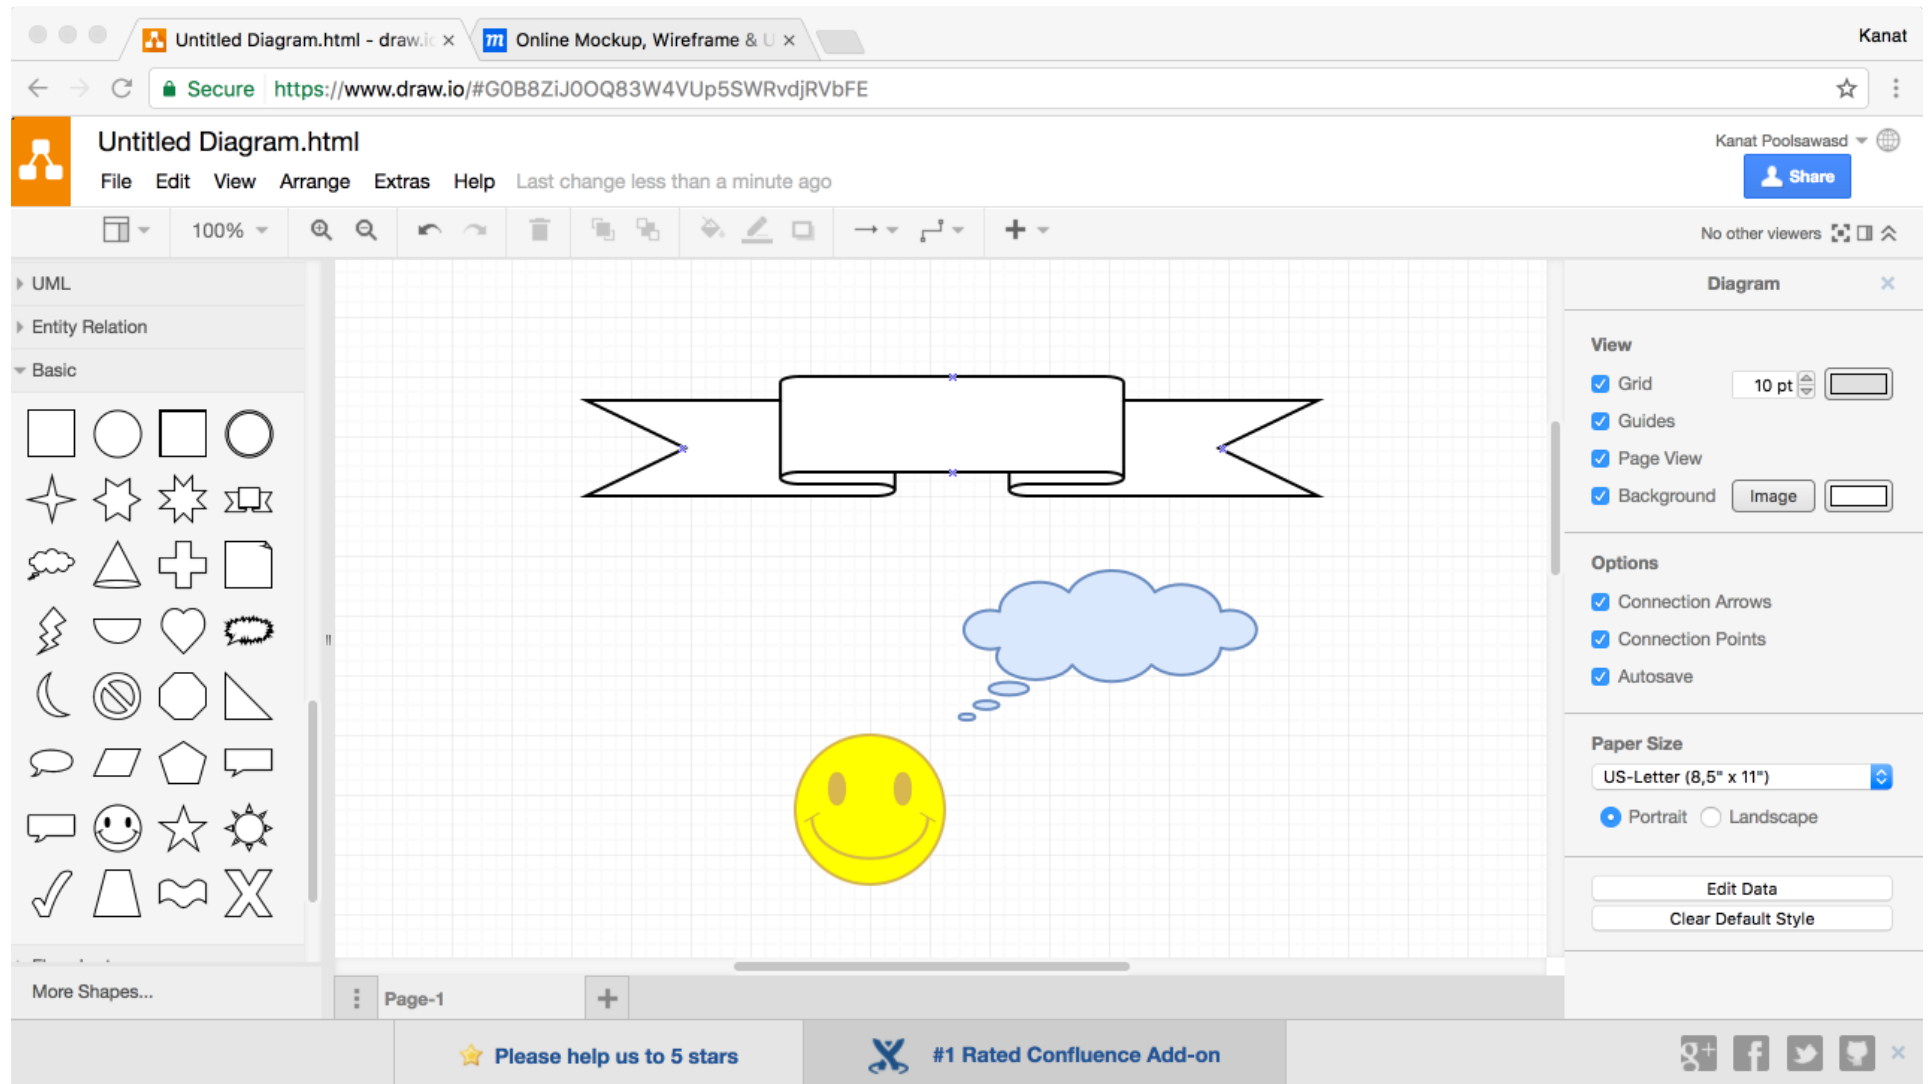 Untitled Diagram.html - draw.io
Online Mockup, Wireframe & U
Kanat
Secure https://www.draw.io/#G0B8ZiJ0OQ83W4VUp5SWRvdjRVbFE
Untitled Diagram.html
Kanat Poolsawasd
File Edit View Arrange Extras Help Last change less than a minute ago
Share
100%
No other viewers
UML
Entity Relation
Basic
More Shapes...
Page-1
Diagram
View
Grid 10 pt
Guides
Page View
Background Image
Options
Connection Arrows
Connection Points
Autosave
Paper Size
US-Letter (8,5" x 11")
Portrait Landscape
Edit Data
Clear Default Style
Please help us to 5 stars
#1 Rated Confluence Add-on